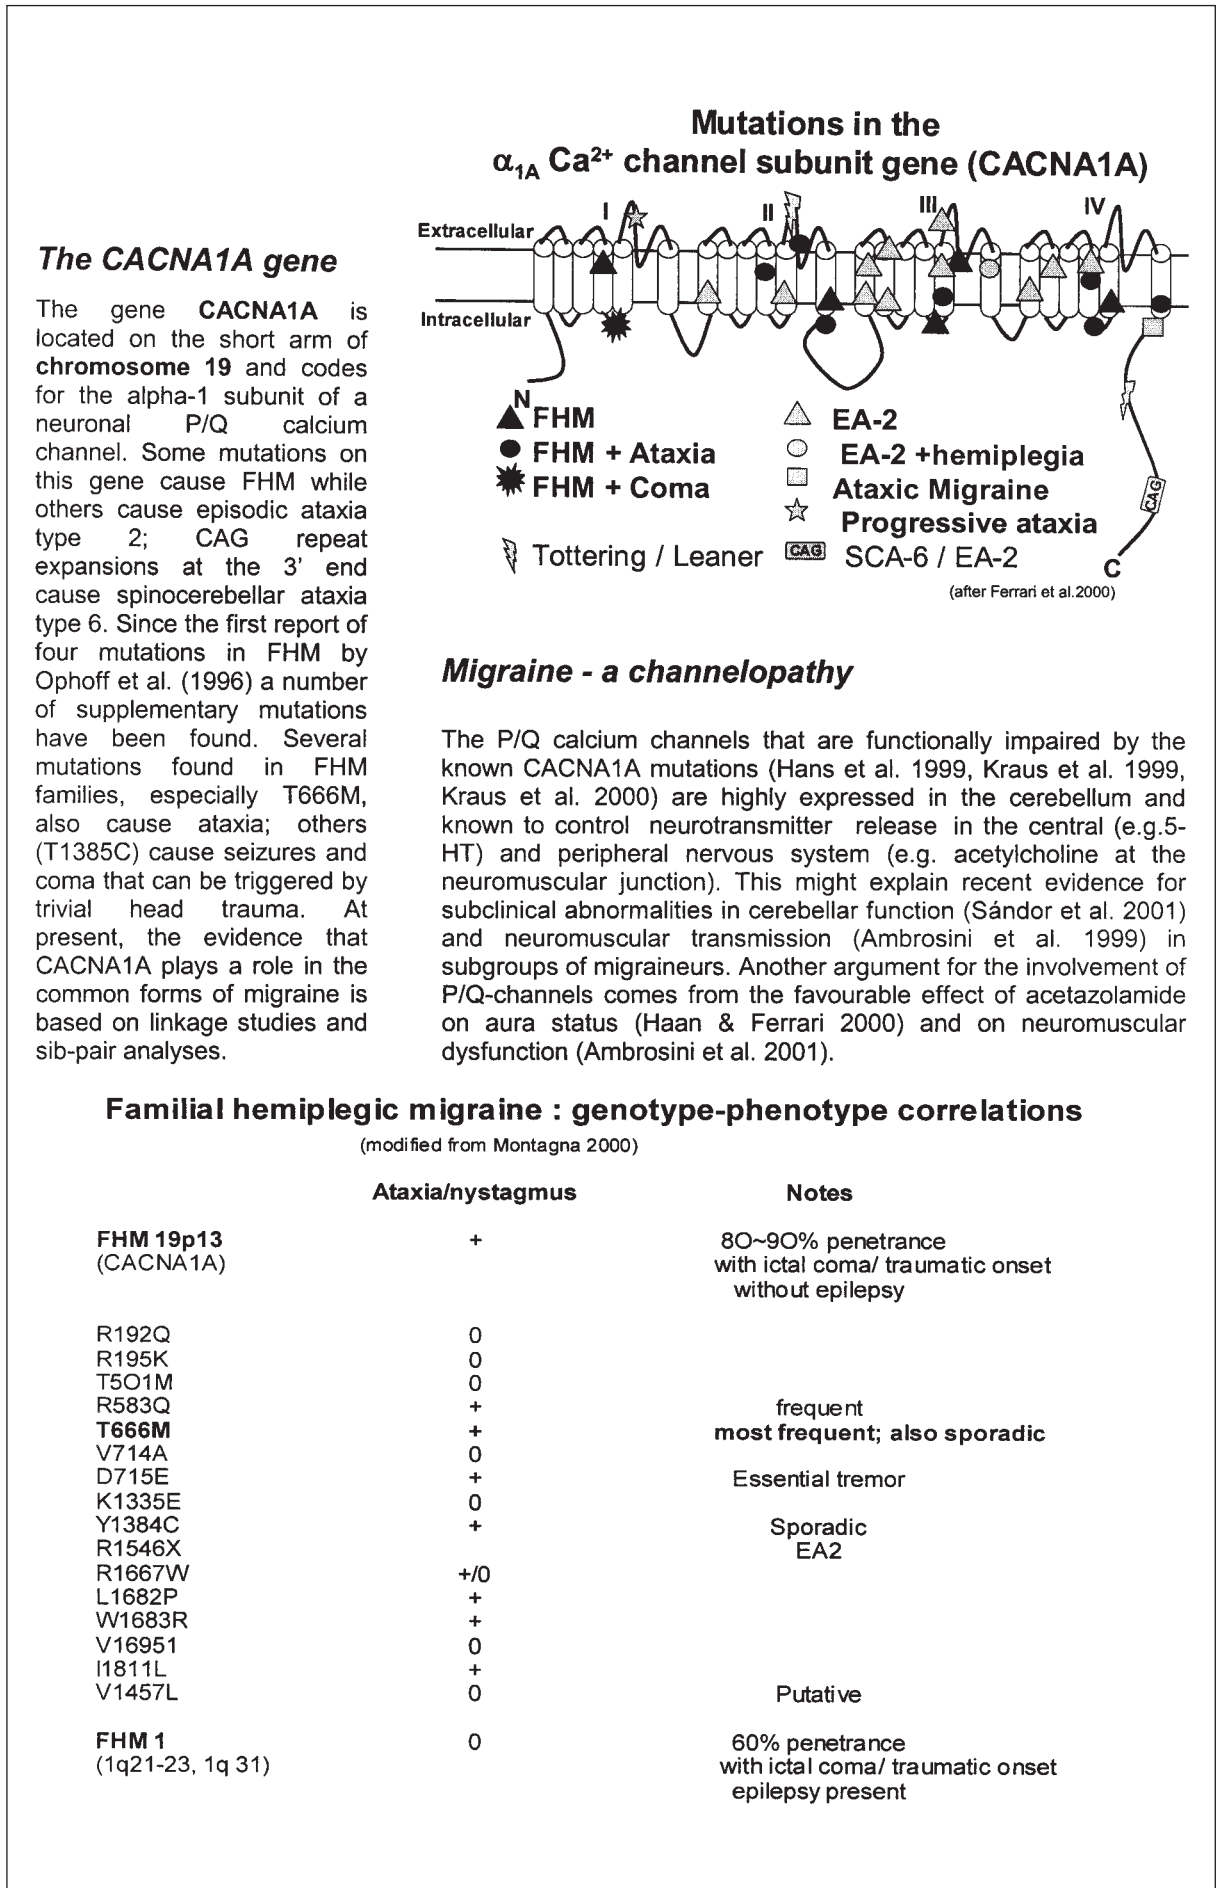 Mutations in the
α1A Ca2+ channel subunit gene (CACNA1A)
I
II
III
IV
Extracellular
Intracellular
N
FHM
FHM + Ataxia
FHM + Coma
Tottering / Leaner
EA-2
EA-2 +hemiplegia
Ataxic Migraine
Progressive ataxia
CAG
SCA-6 / EA-2
CAG
C
(after Ferrari et al.2000)
The CACNA1A gene
The gene CACNA1A is
located on the short arm of
chromosome 19 and codes
for the alpha-1 subunit of a
neuronal P/Q calcium
channel. Some mutations on
this gene cause FHM while
others cause episodic ataxia
type 2; CAG repeat
expansions at the 3' end
cause spinocerebellar ataxia
type 6. Since the first report of
four mutations in FHM by
Ophoff et al. (1996) a number
of supplementary mutations
have been found. Several
mutations found in FHM
families, especially T666M,
also cause ataxia; others
(T1385C) cause seizures and
coma that can be triggered by
trivial head trauma. At
present, the evidence that
CACNA1A plays a role in the
common forms of migraine is
based on linkage studies and
sib-pair analyses.
Migraine - a channelopathy
The P/Q calcium channels that are functionally impaired by the
known CACNA1A mutations (Hans et al. 1999, Kraus et al. 1999,
Kraus et al. 2000) are highly expressed in the cerebellum and
known to control neurotransmitter release in the central (e.g.5-
HT) and peripheral nervous system (e.g. acetylcholine at the
neuromuscular junction). This might explain recent evidence for
subclinical abnormalities in cerebellar function (Sándor et al. 2001)
and neuromuscular transmission (Ambrosini et al. 1999) in
subgroups of migraineurs. Another argument for the involvement of
P/Q-channels comes from the favourable effect of acetazolamide
on aura status (Haan & Ferrari 2000) and on neuromuscular
dysfunction (Ambrosini et al. 2001).
Familial hemiplegic migraine : genotype-phenotype correlations
(modified from Montagna 2000)
Ataxia/nystagmus Notes
FHM 19p13 + 8O~9O% penetrance
(CACNA1A) with ictal coma/ traumatic onset
without epilepsy
R192Q 0
R195K 0
T5O1M 0
R583Q + frequent
T666M + most frequent; also sporadic
V714A 0
D715E + Essential tremor
K1335E 0
Y1384C + Sporadic
R1546X EA2
R1667W +/0
L1682P +
W1683R +
V16951 0
I1811L +
V1457L 0 Putative
FHM 1 0 60% penetrance
(1q21-23, 1q 31) with ictal coma/ traumatic onset
epilepsy present